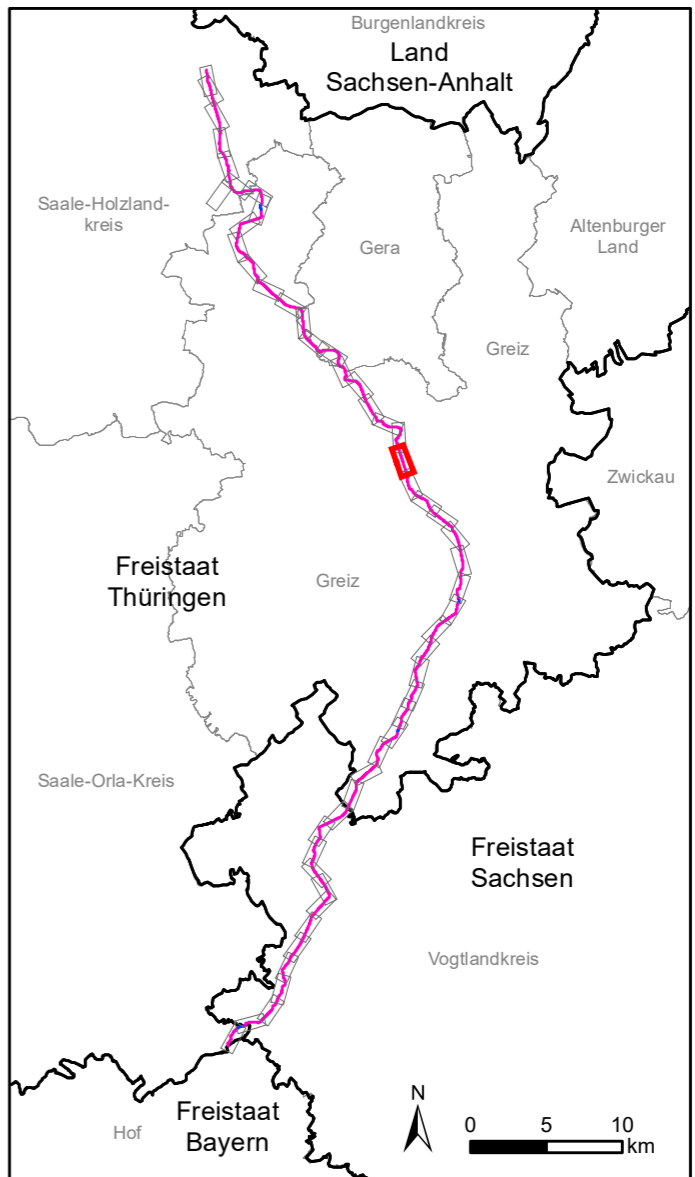 Burgenlandkreis
Land
Sachsen-Anhalt
Saale-Holzland-
kreis
Gera
Altenburger
Land
Greiz
Zwickau
Freistaat
Thüringen
Greiz
Saale-Orla-Kreis
Freistaat
Sachsen
Vogtlandkreis
Freistaat
Bayern
Hof
N
0 5 10
km